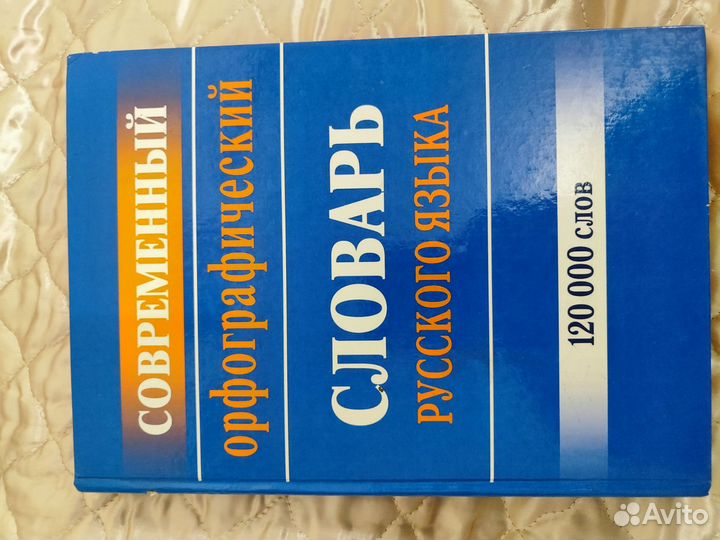 СОВРЕМЕННЫЙ
орфографический
СЛОВАРЬ
РУССКОГО ЯЗЫКА
120 000 слов
Avito